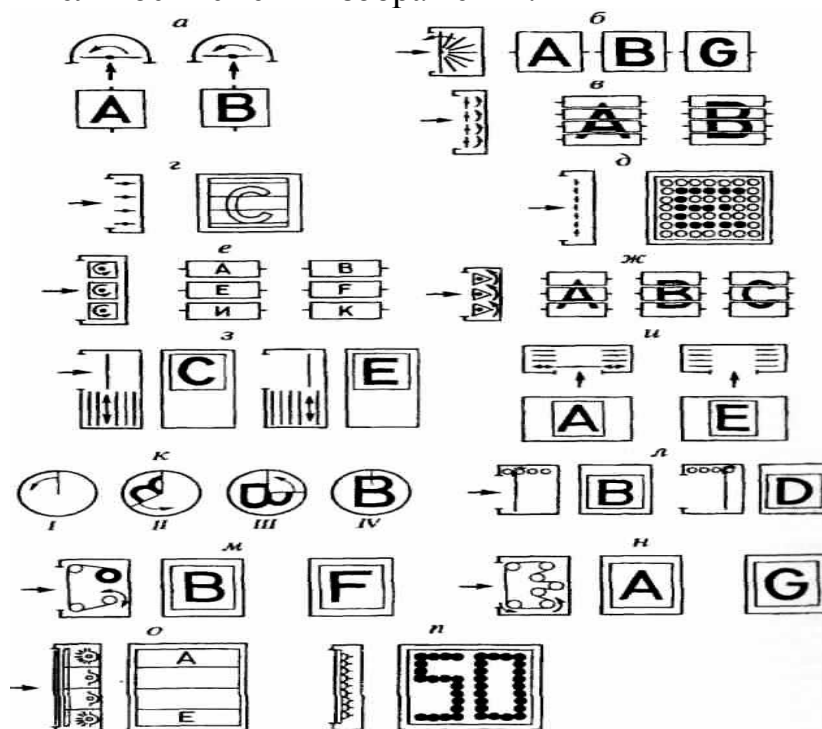 а б
A B A B G
в
A B
г д
C E
е ж
A B
E F A B C
И K
з и
C E
A E
к л
B B B B D
I II III IV
м н
B F A G
о п
A 50
E